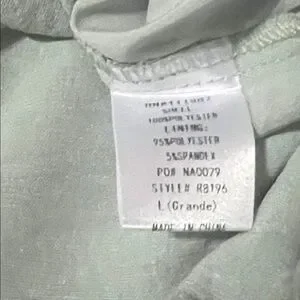 SHELL
100%POLYESTER
LINING:
95%POLYESTER
5%SPANDEX
PO# NA0079
STYLE# R8196
L(Grande)
MADE IN CHINA